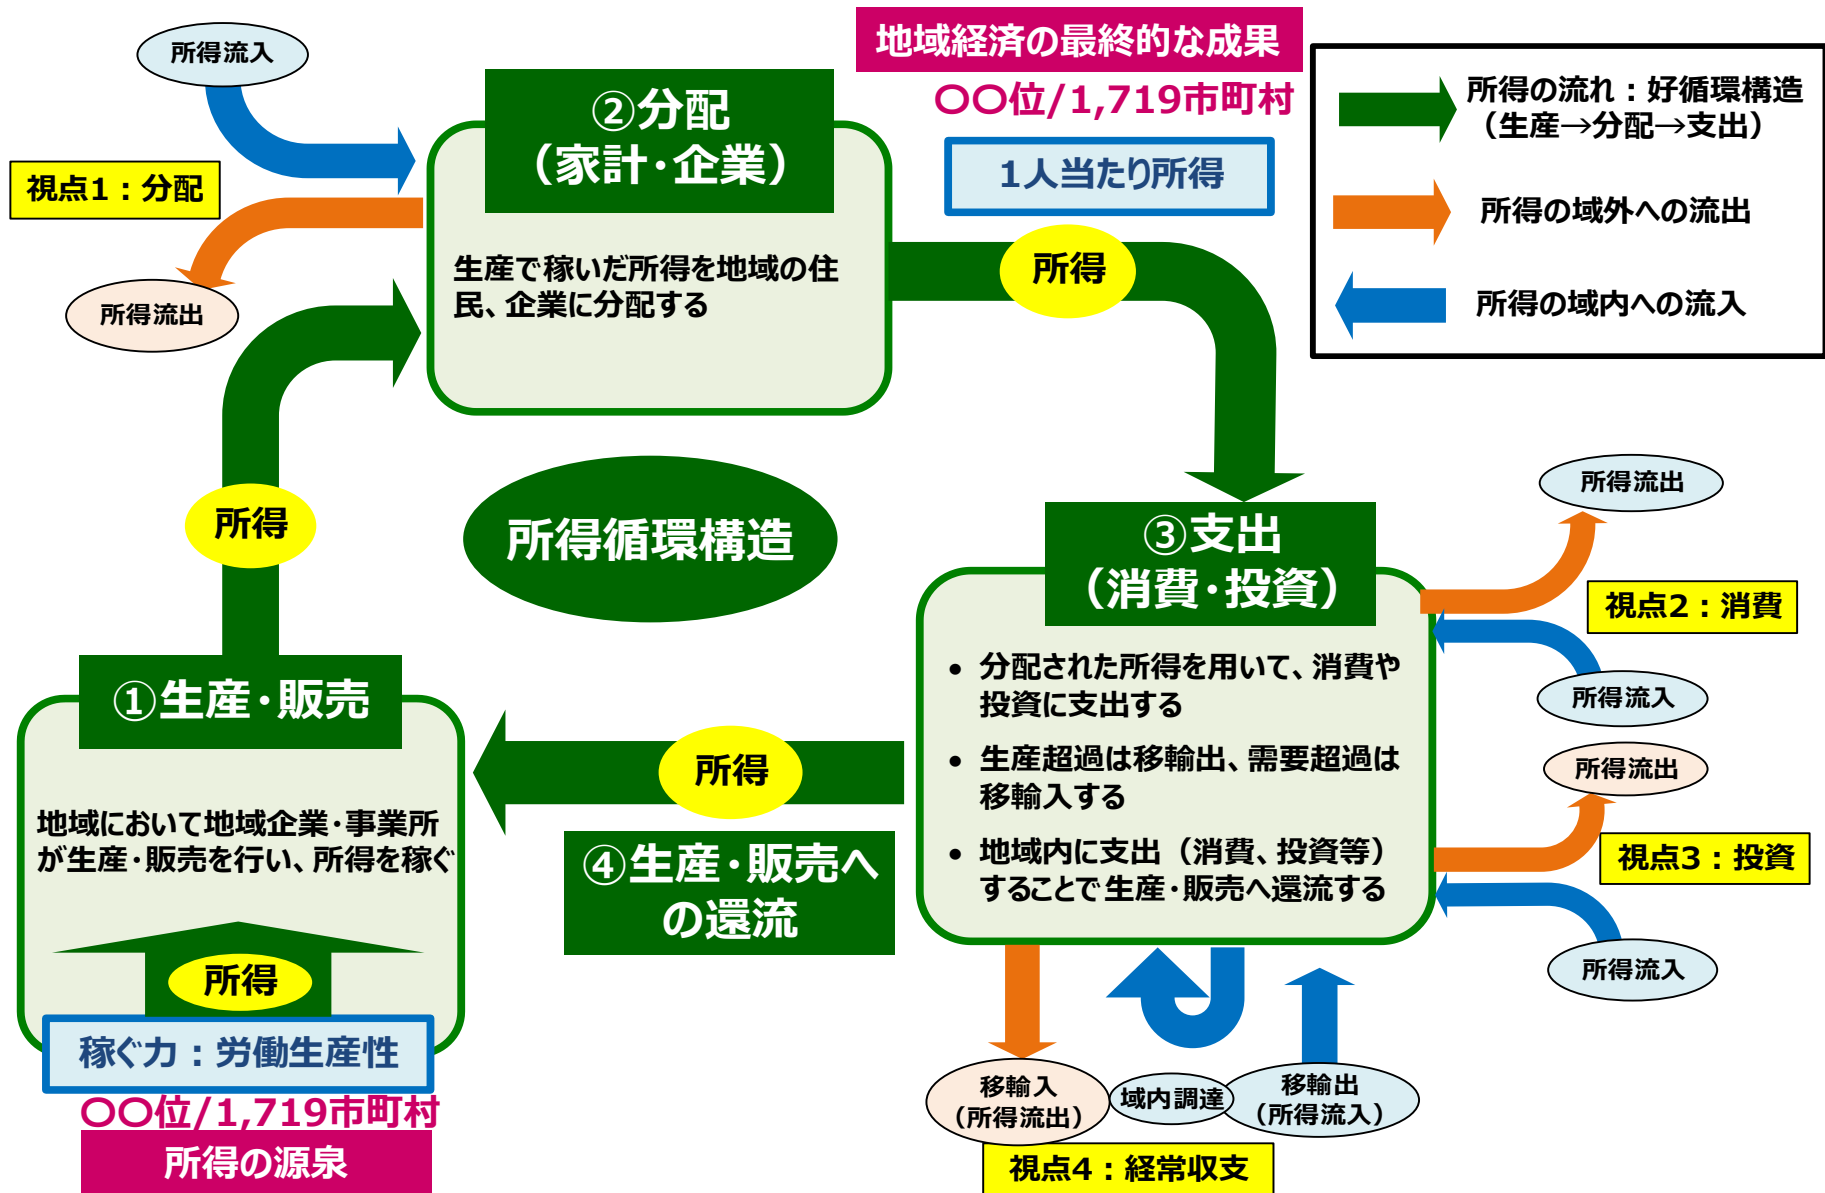 所得流入
視点1：分配
所得流出
②分配
（家計・企業）
生産で稼いだ所得を地域の住
民、企業に分配する
地域経済の最終的な成果
〇〇位/1,719市町村
1人当たり所得
所得の流れ：好循環構造
（生産→分配→支出）
所得の域外への流出
所得の域内への流入
所得
所得
所得循環構造
③支出
（消費・投資）
• 分配された所得を用いて、消費や
投資に支出する
• 生産超過は移輸出、需要超過は
移輸入する
• 地域内に支出（消費、投資等）
することで生産・販売へ還流する
所得流出
視点2：消費
所得流入
所得流出
視点3：投資
所得流入
①生産・販売
地域において地域企業・事業所
が生産・販売を行い、所得を稼ぐ
所得
稼ぐ力：労働生産性
〇〇位/1,719市町村
所得の源泉
所得
④生産・販売へ
の還流
移輸入
（所得流出）
域内調達
移輸出
（所得流入）
視点4：経常収支